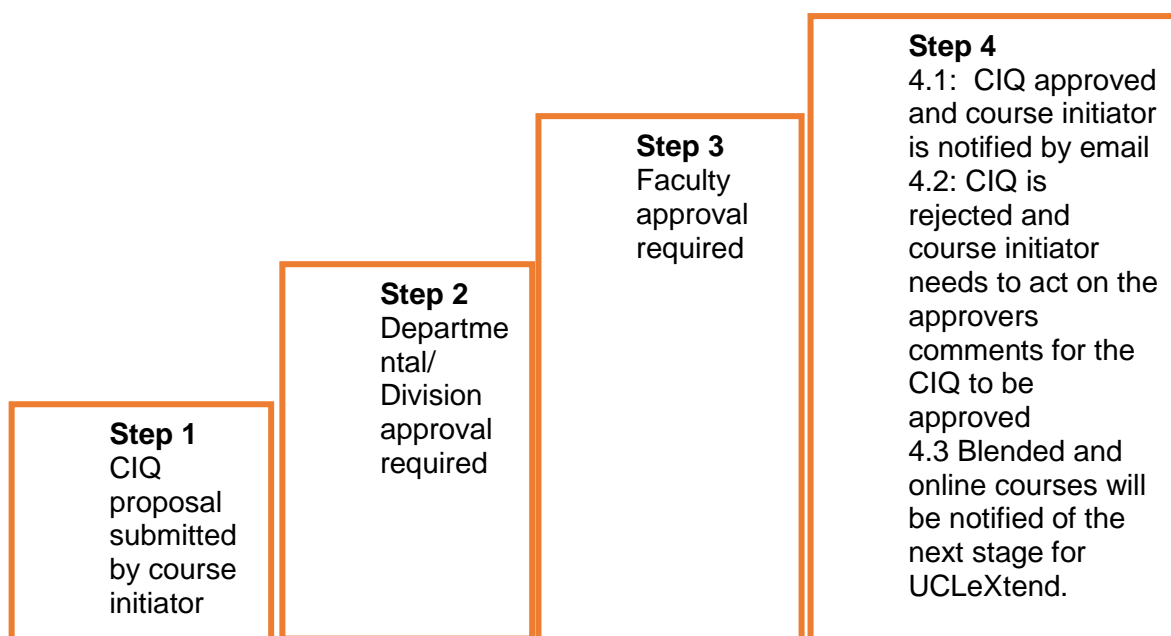 Step 1
CIQ
proposal
submitted
by course
initiator
Step 2
Departme
ntal/
Division
approval
required
Step 3
Faculty
approval
required
Step 4
4.1:  CIQ approved
and course initiator
is notified by email
4.2: CIQ is
rejected and
course initiator
needs to act on the
approvers
comments for the
CIQ to be
approved
4.3 Blended and
online courses will
be notified of the
next stage for
UCLeXtend.